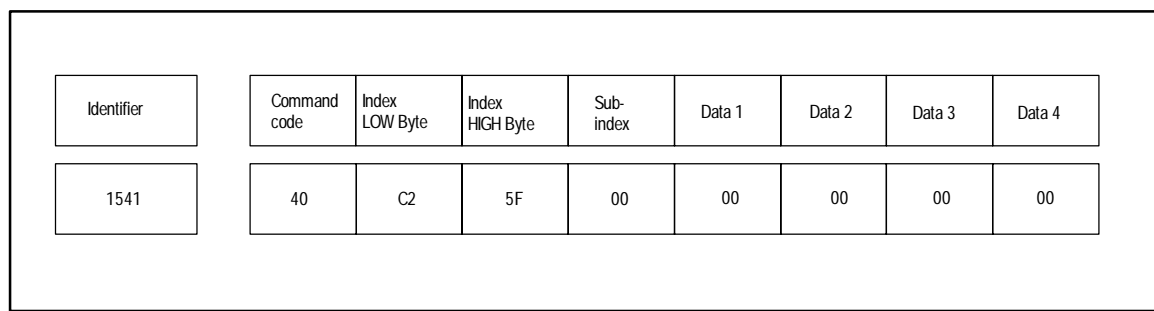 Identifier
Command
code
Index
LOW Byte
Index
HIGH Byte
Sub-
index
Data 1
Data 2
Data 3
Data 4
1541
40
C2
5F
00
00
00
00
00